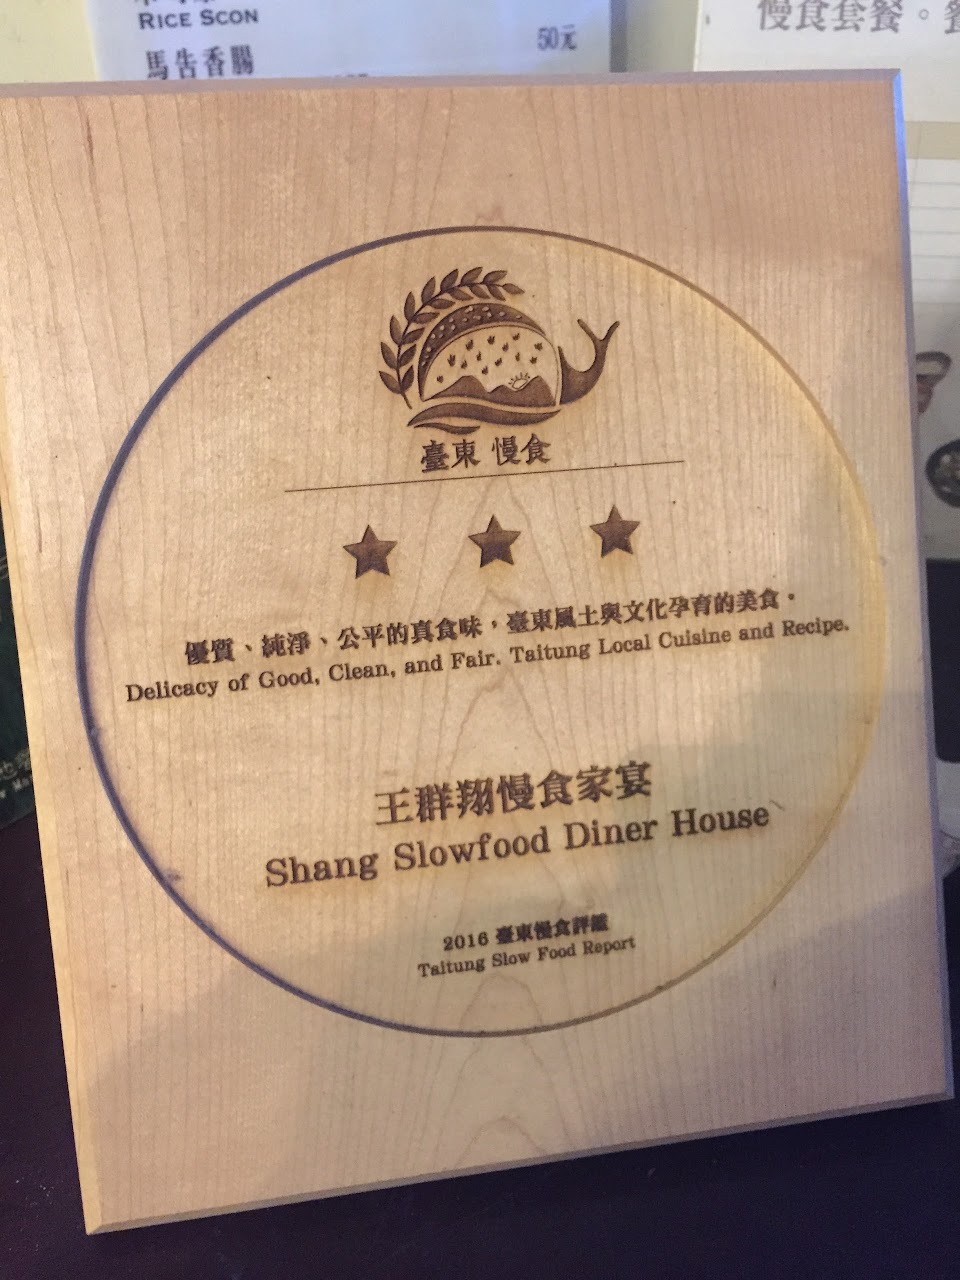 RICE SCON
50元
馬告香腸
慢食套餐。
臺東 慢食
優質、純淨、公平的真食味，臺東風土與文化孕育的美食。
Delicacy of Good, Clean, and Fair. Taitung Local Cuisine and Recipe.
王群翔慢食家宴
Shang Slowfood Diner House
2016 臺東慢食評鑑
Taitung Slow Food Report